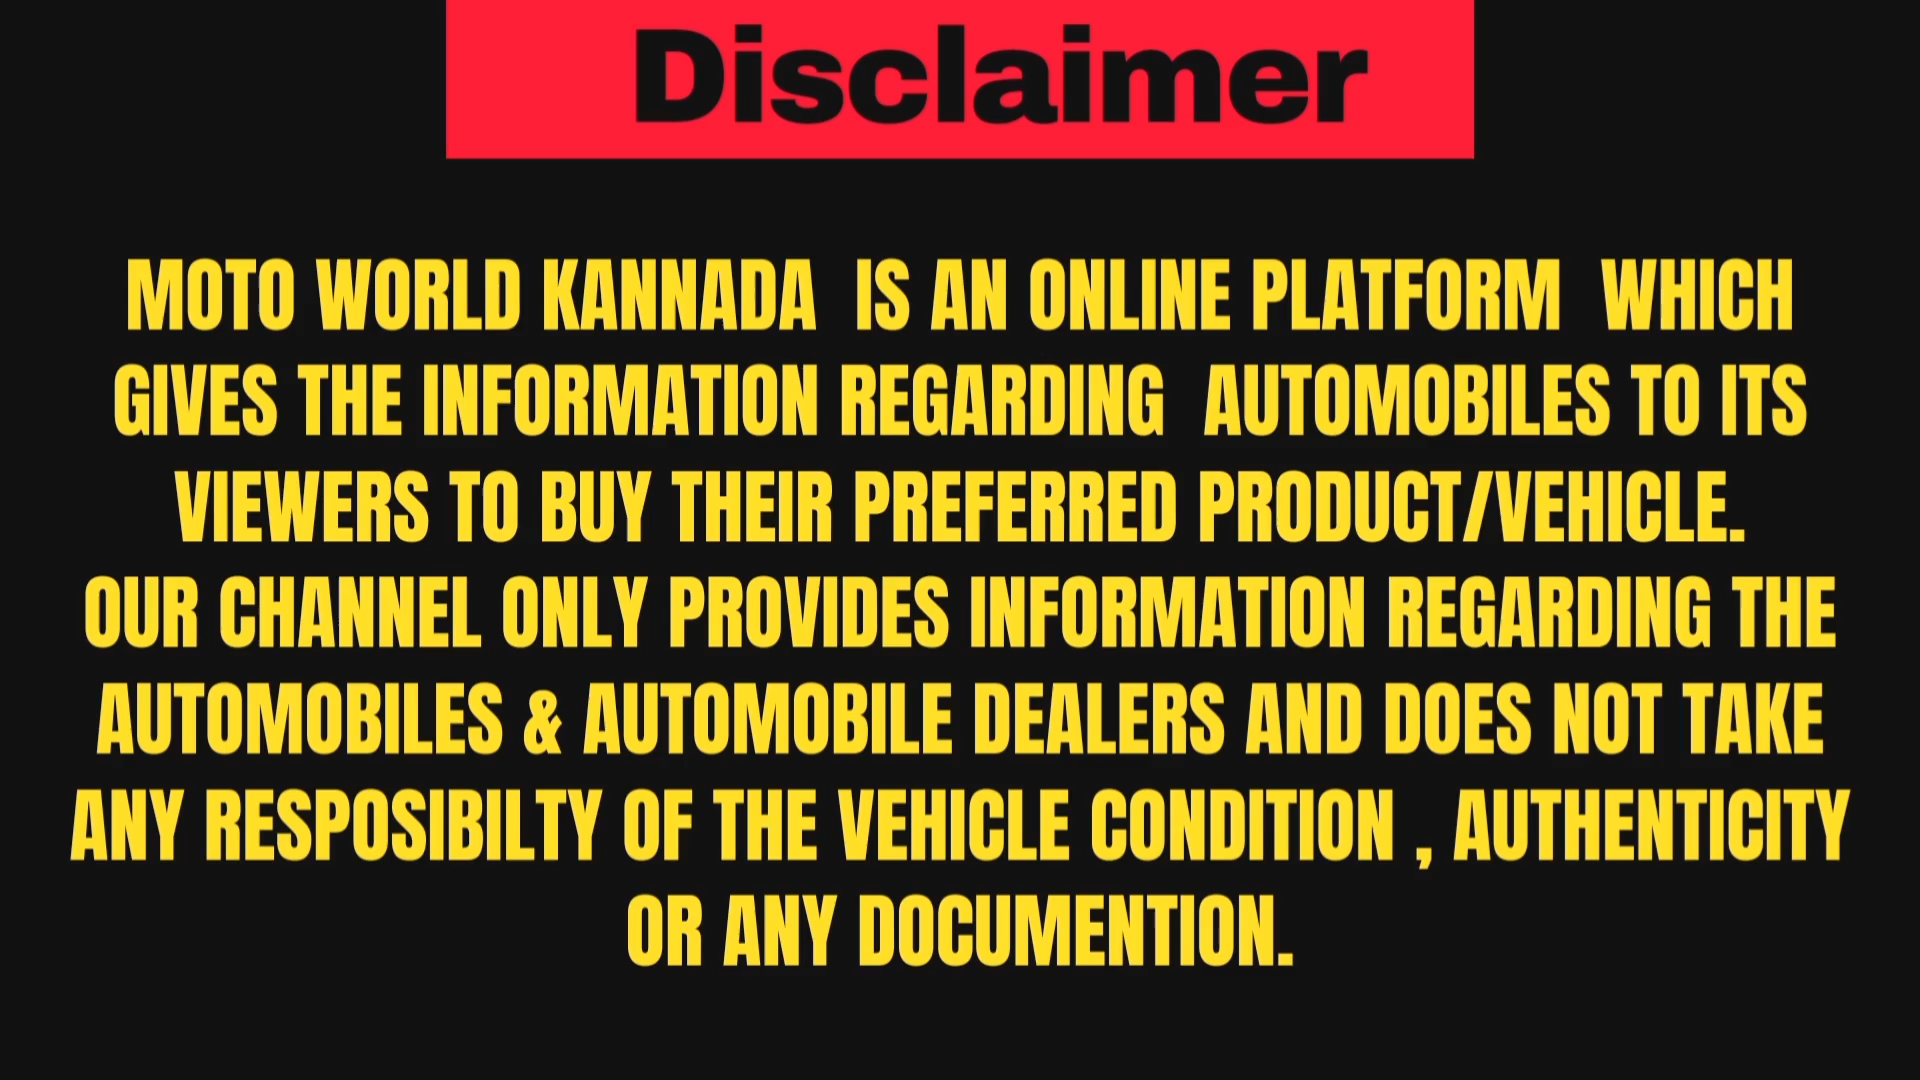 Disclaimer
MOTO WORLD KANNADA IS AN ONLINE PLATFORM WHICH
GIVES THE INFORMATION REGARDING AUTOMOBILES TO ITS
VIEWERS TO BUY THEIR PREFERRED PRODUCT/VEHICLE.
OUR CHANNEL ONLY PROVIDES INFORMATION REGARDING THE
AUTOMOBILES & AUTOMOBILE DEALERS AND DOES NOT TAKE
ANY RESPOSIBILTY OF THE VEHICLE CONDITION , AUTHENTICITY
OR ANY DOCUMENTION.